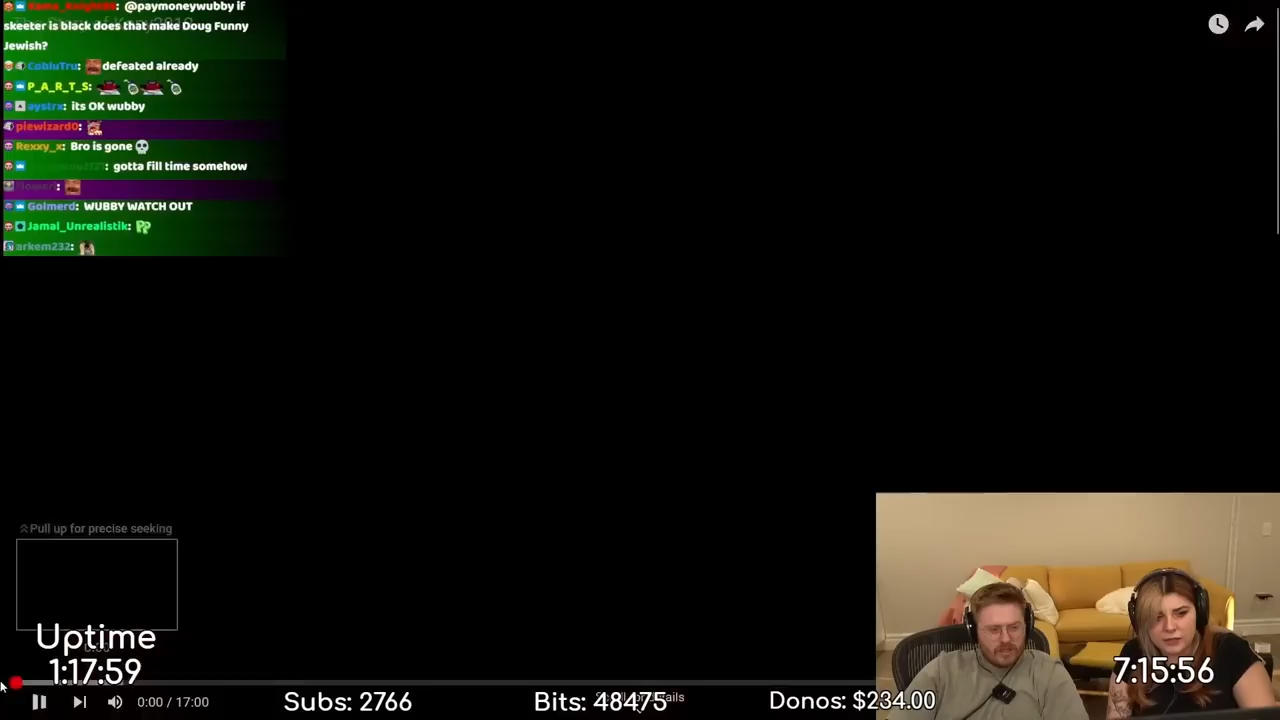 @paymoneywubby if
skeeter is black does that make Doug Funny
Jewish?
CobluTru: defeated already
P_A_R_T_S:
aystrx: its OK wubby
piewizard0:
Rexxy_x: Bro is gone
: gotta fill time somehow
Golmerd: WUBBY WATCH OUT
Jamal_Unrealistik:
arkem232:
Pull up for precise seeking
Uptime
1:17:59
7:15:56
0:00 / 17:00
Subs: 2766
Bits: 48475
Donos: $234.00